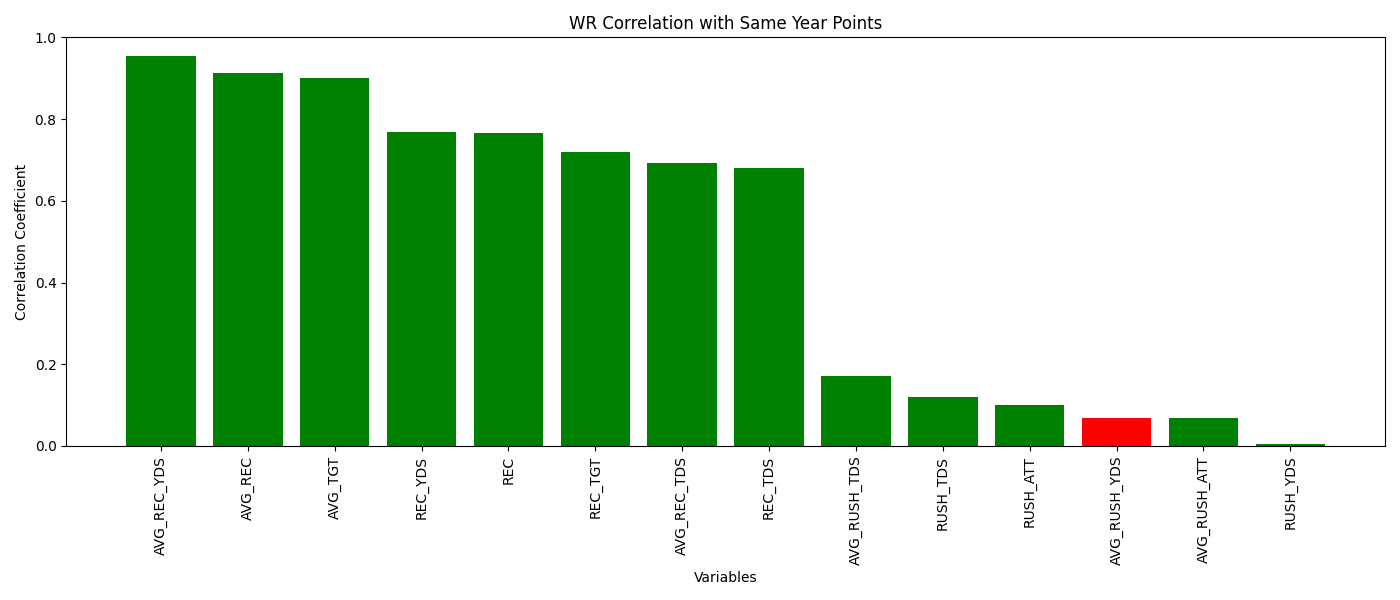 WR Correlation with Same Year Points
Correlation Coefficient
1.0
0.8
0.6
0.4
0.2
0.0
AVG_REC_YDS
AVG_REC
AVG_TGT
REC_YDS
REC
REC_TGT
AVG_REC_TDS
REC_TDS
AVG_RUSH_TDS
RUSH_TDS
RUSH_ATT
AVG_RUSH_YDS
AVG_RUSH_ATT
RUSH_YDS
Variables